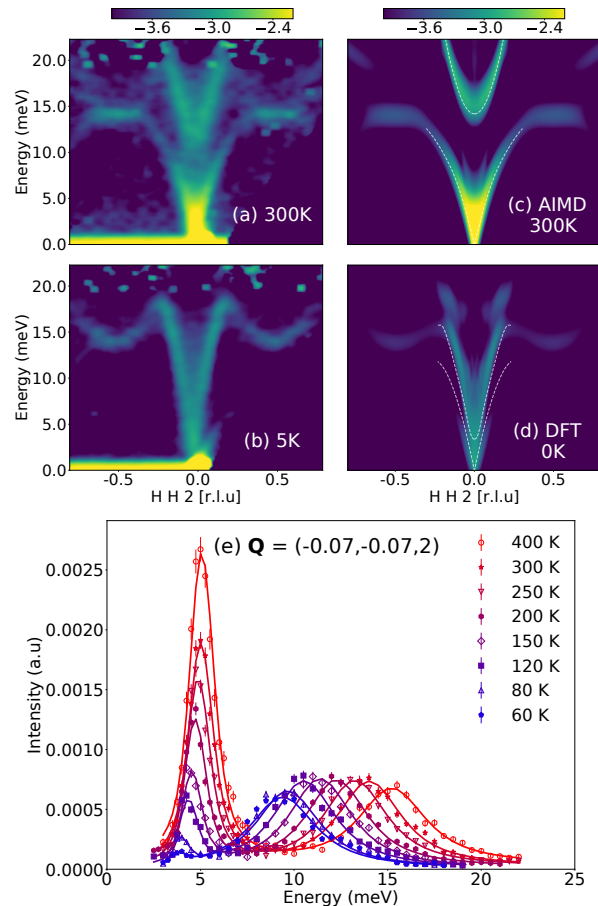 −3.6 −3.0 −2.4
−3.6 −3.0 −2.4
20.0
15.0
10.0
5.0
0.0
Energy (meV)
(a) 300K
(c) AIMD
300K
20.0
15.0
10.0
5.0
0.0
Energy (meV)
(b) 5K
(d) DFT
0K
-0.5 0.0 0.5
H H 2 [r.l.u]
-0.5 0.0 0.5
H H 2 [r.l.u]
(e) Q = (-0.07,-0.07,2)
400 K
300 K
250 K
200 K
150 K
120 K
80 K
60 K
0.0025
0.0020
0.0015
0.0010
0.0005
0.0000
Intensity (a.u)
0 5 10 15 20 25
Energy (meV)